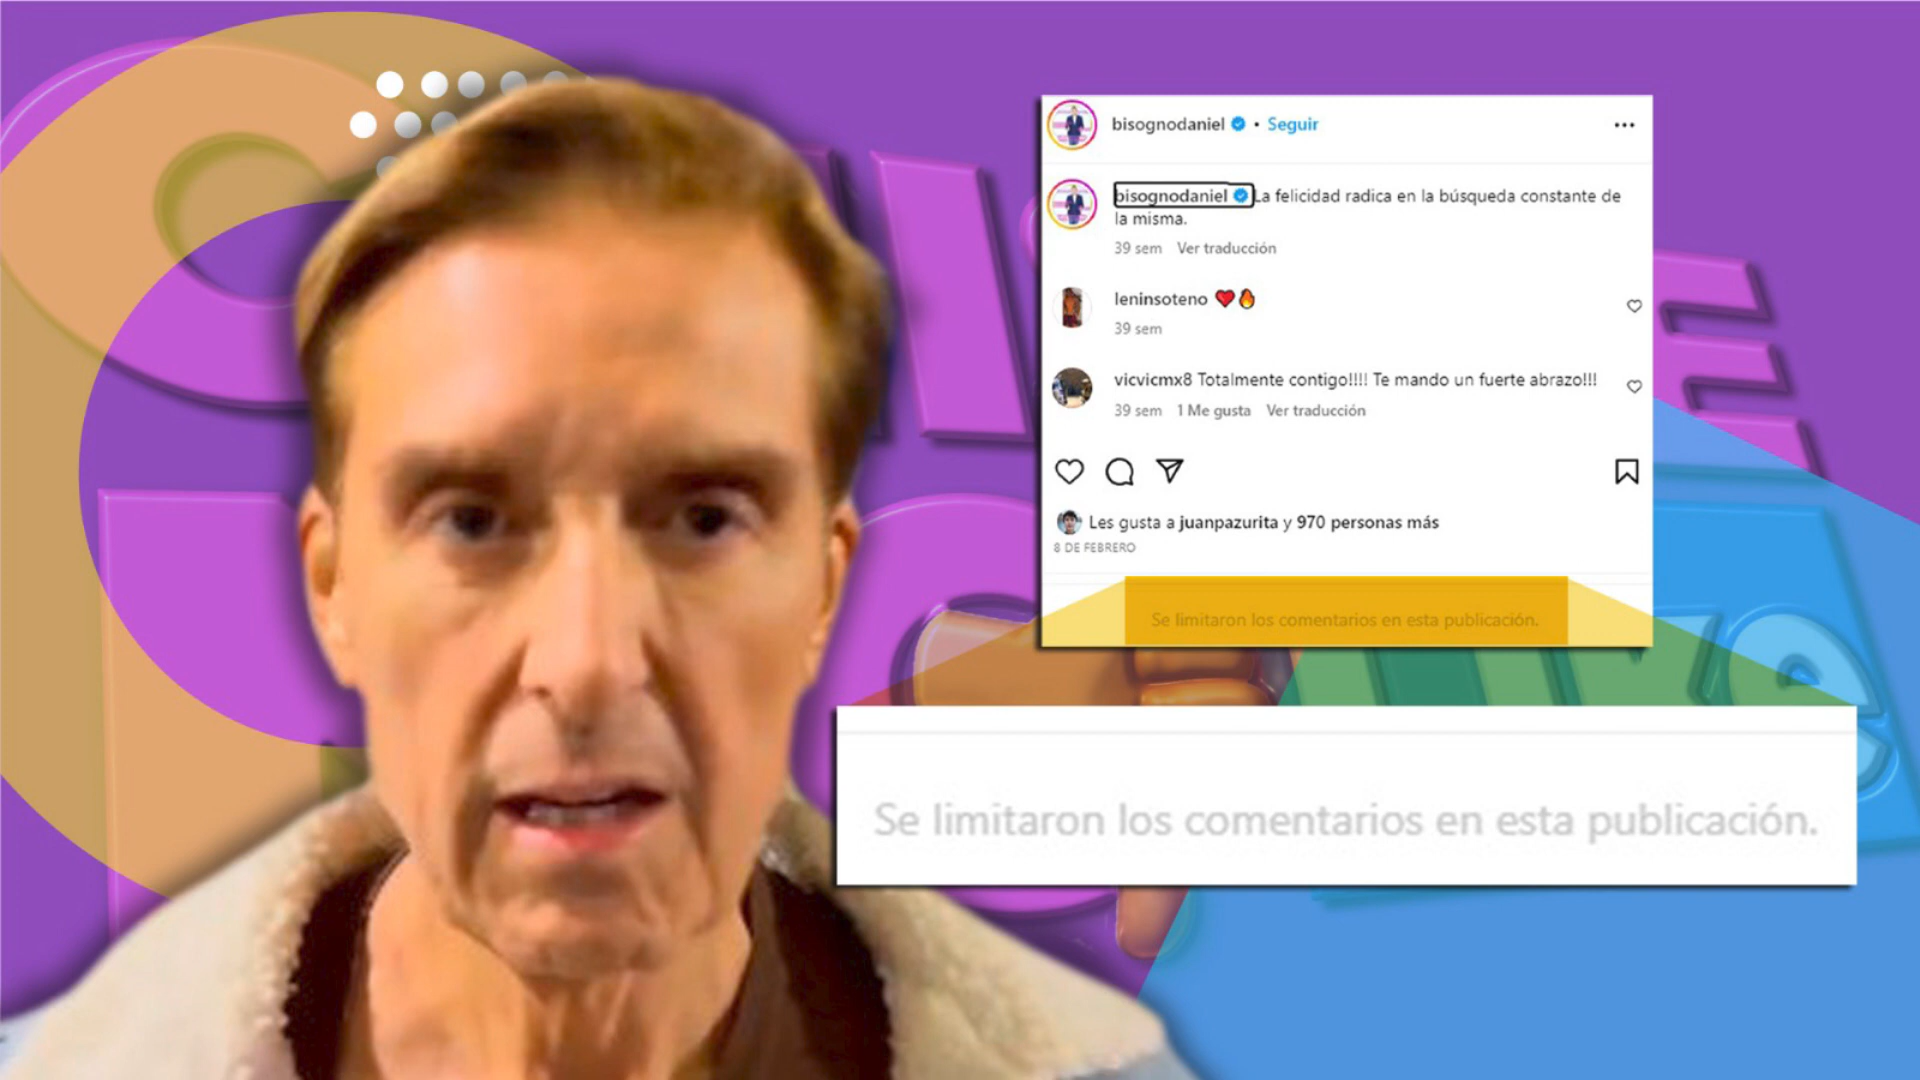 bisognodaniel • Seguir
bisognodaniel La felicidad radica en la búsqueda constante de
la misma.
39 sem Ver traducción
leninsoteno ❤️🔥
39 sem
vicvicmx8 Totalmente contigo!!!! Te mando un fuerte abrazo!!!
39 sem 1 Me gusta Ver traducción
Les gusta a juanpazurita y 970 personas más
8 DE FEBRERO
Se limitaron los comentarios en esta publicación.
Se limitaron los comentarios en esta publicación.